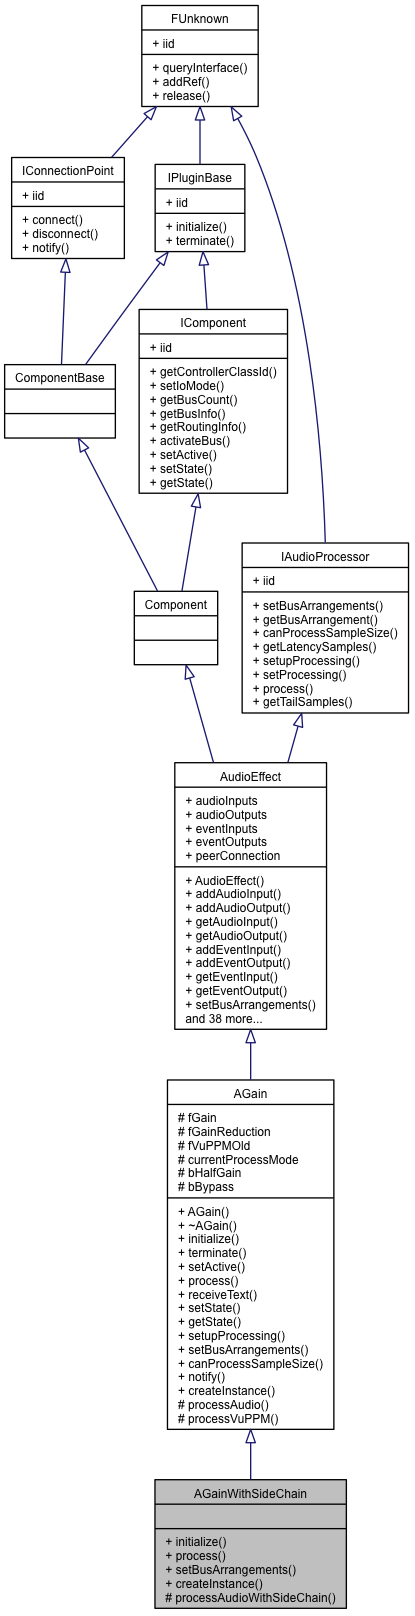 FUnknown
+ iid
+ queryInterface()
+ addRef()
+ release()
IConnectionPoint
+ iid
+ connect()
+ disconnect()
+ notify()
IPluginBase
+ iid
+ initialize()
+ terminate()
IComponent
+ iid
+ getControllerClassId()
+ setIoMode()
+ getBusCount()
+ getBusInfo()
+ getRoutingInfo()
+ activateBus()
+ setActive()
+ setState()
+ getState()
ComponentBase
IAudioProcessor
+ iid
+ setBusArrangements()
+ getBusArrangement()
+ canProcessSampleSize()
+ getLatencySamples()
+ setupProcessing()
+ setProcessing()
+ process()
+ getTailSamples()
Component
AudioEffect
+ audioInputs
+ audioOutputs
+ eventInputs
+ eventOutputs
+ peerConnection
+ AudioEffect()
+ addAudioInput()
+ addAudioOutput()
+ getAudioInput()
+ getAudioOutput()
+ addEventInput()
+ addEventOutput()
+ getEventInput()
+ getEventOutput()
+ setBusArrangements()
and 38 more...
AGain
# fGain
# fGainReduction
# fVuPPMOld
# currentProcessMode
# bHalfGain
# bBypass
+ AGain()
+ ~AGain()
+ initialize()
+ terminate()
+ setActive()
+ process()
+ receiveText()
+ setState()
+ getState()
+ setupProcessing()
+ setBusArrangements()
+ canProcessSampleSize()
+ notify()
+ createInstance()
# processAudio()
# processVuPPM()
AGainWithSideChain
+ initialize()
+ process()
+ setBusArrangements()
+ createInstance()
# processAudioWithSideChain()